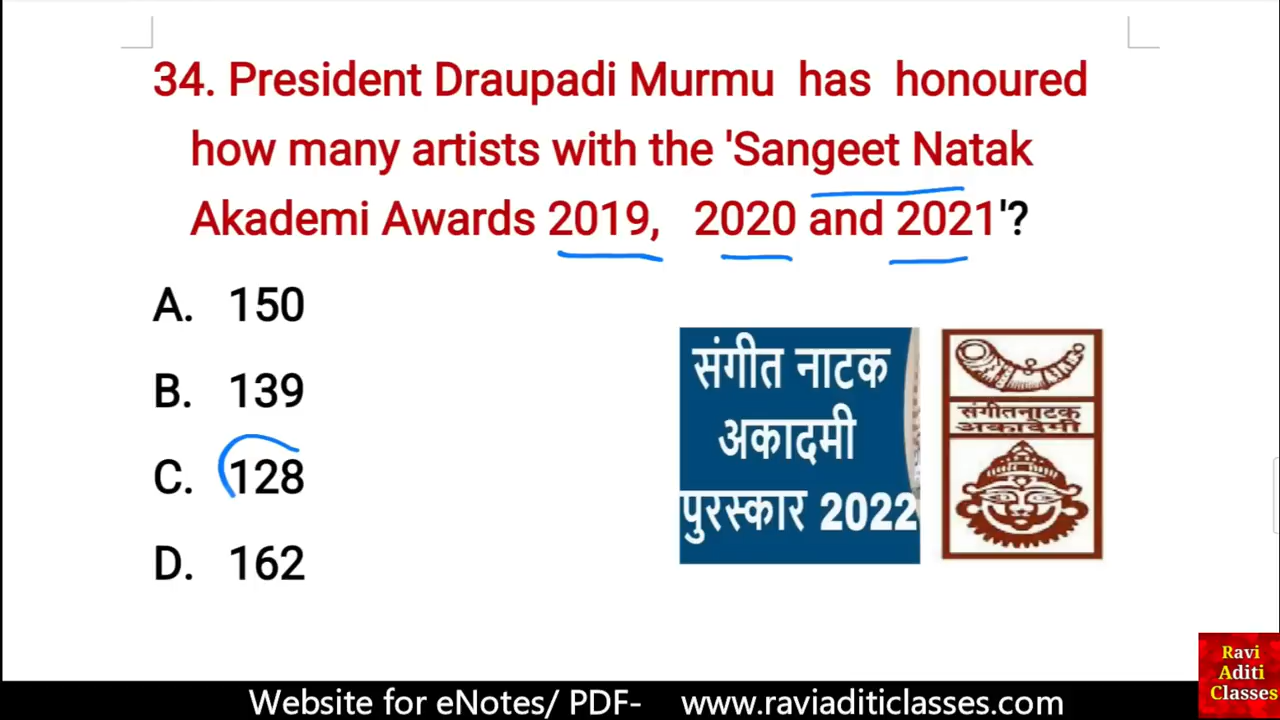 34. President Draupadi Murmu has honoured
how many artists with the 'Sangeet Natak
Akademi Awards 2019, 2020 and 2021'?
A. 150
B. 139
C. 128
D. 162
संगीत नाटक
अकादमी
पुरस्कार 2022
संगीतनाटक
अकादेमी
Ravi
Aditi
Classes
Website for eNotes/ PDF- www.raviaditiclasses.com